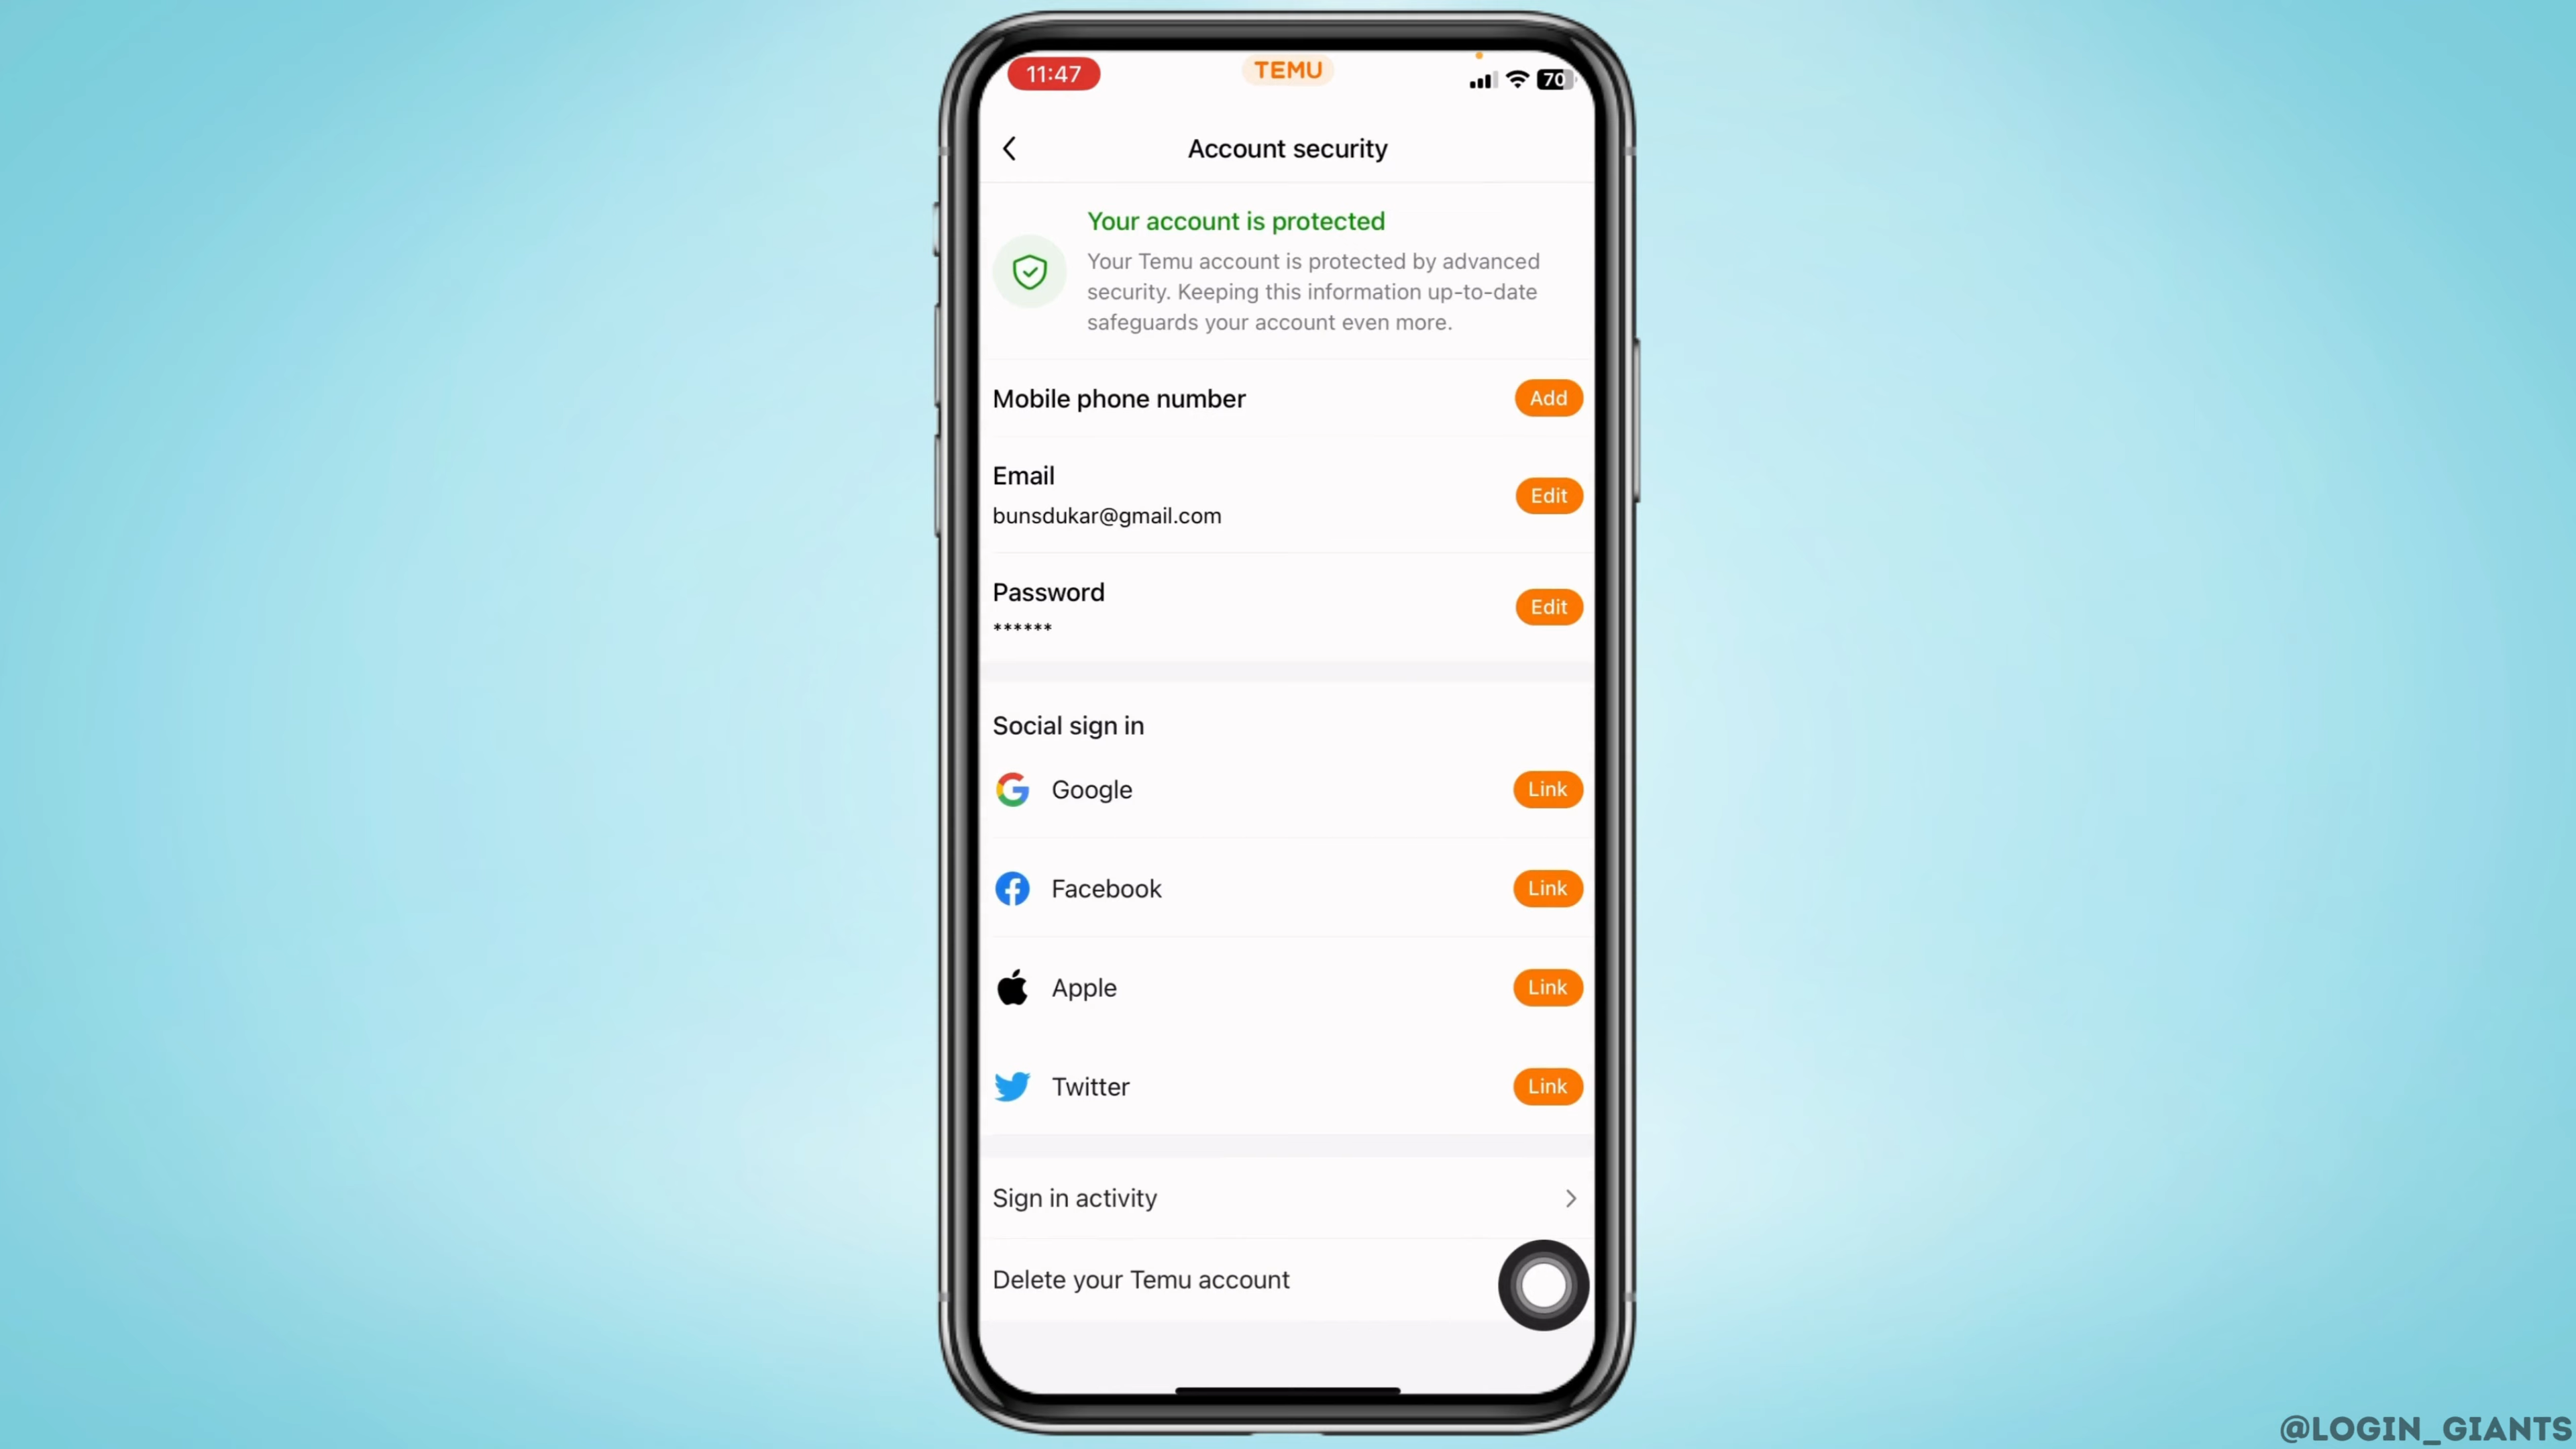 11:47
TEMU
70
Account security
Your account is protected
Your Temu account is protected by advanced
security. Keeping this information up-to-date
safeguards your account even more.
Mobile phone number
Add
Email
bunsdukar@gmail.com
Edit
Password
******
Edit
Social sign in
Google
Link
Facebook
Link
Apple
Link
Twitter
Link
Sign in activity
Delete your Temu account
@LOGIN_GIANTS